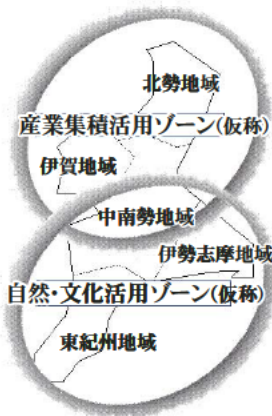 北勢地域
産業集積活用ゾーン(仮称)
伊賀地域
中南勢地域
伊勢志摩地域
自然・文化活用ゾーン(仮称)
東紀州地域